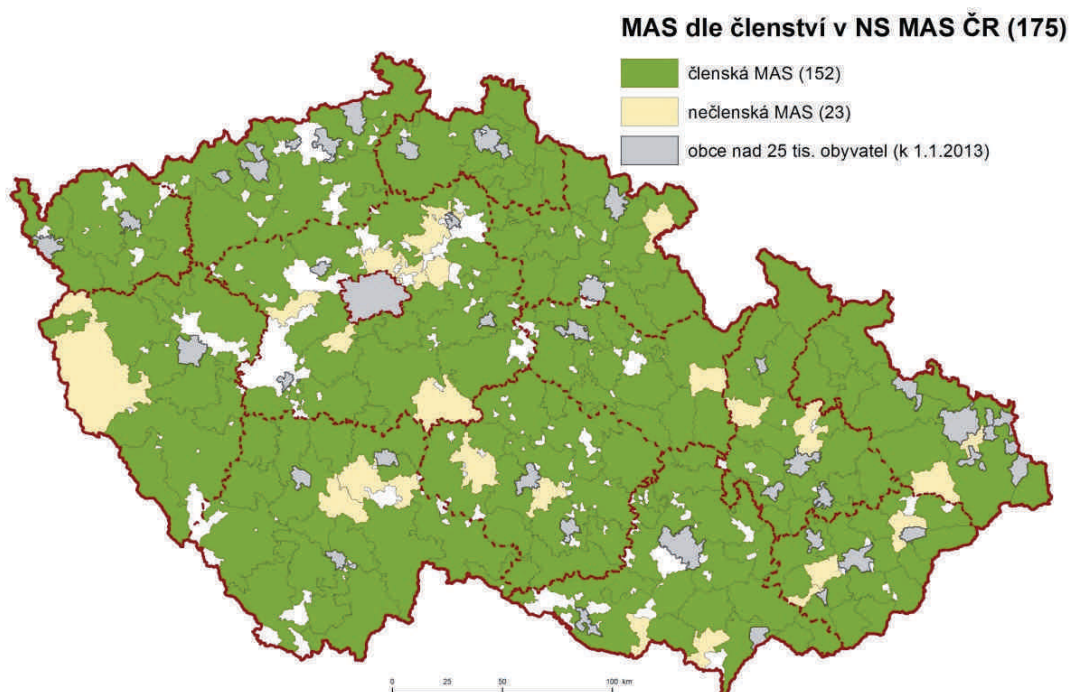 MAS dle členství v NS MAS ČR (175)
členská MAS (152)
nečlenská MAS (23)
obce nad 25 tis. obyvatel (k 1.1.2013)
0 25 50 100 km